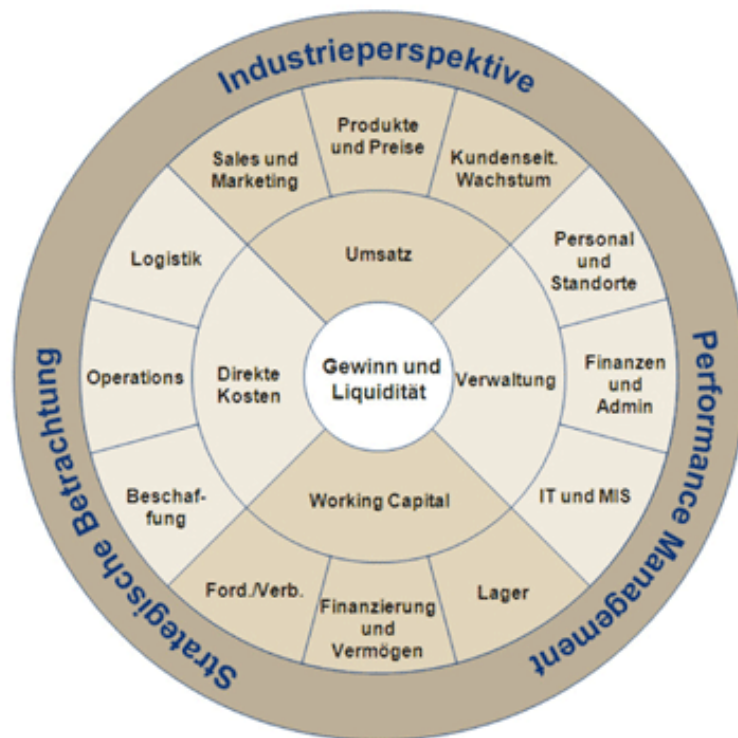 Industrieperspektive
Produkte
und Preise
Sales und
Marketing
Kundenseit.
Wachstum
Logistik
Umsatz
Personal
und
Standorte
Operations
Direkte
Kosten
Gewinn und
Liquidität
Verwaltung
Finanzen
und
Admin
Beschaf-
fung
Working Capital
IT und MIS
Ford./Verb.
Finanzierung
und
Vermögen
Lager
Strategische Betrachtung
Performance Management